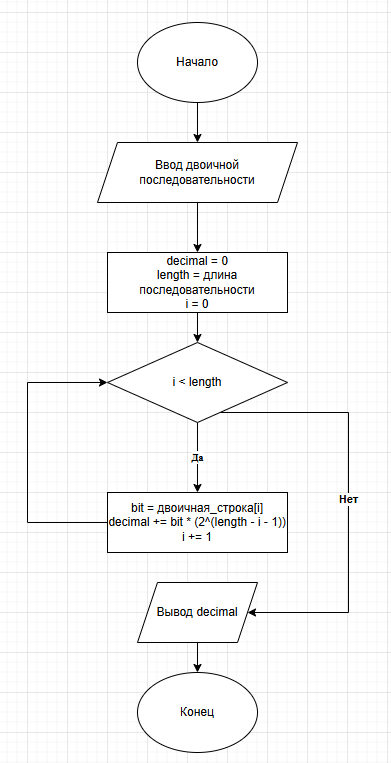 Начало
Ввод двоичной
последовательности
decimal = 0
length = длина
последовательности
i = 0
i < length
Да
bit = двоичная_строка[i]
decimal += bit * (2^(length - i - 1))
i += 1
Нет
Вывод decimal
Конец